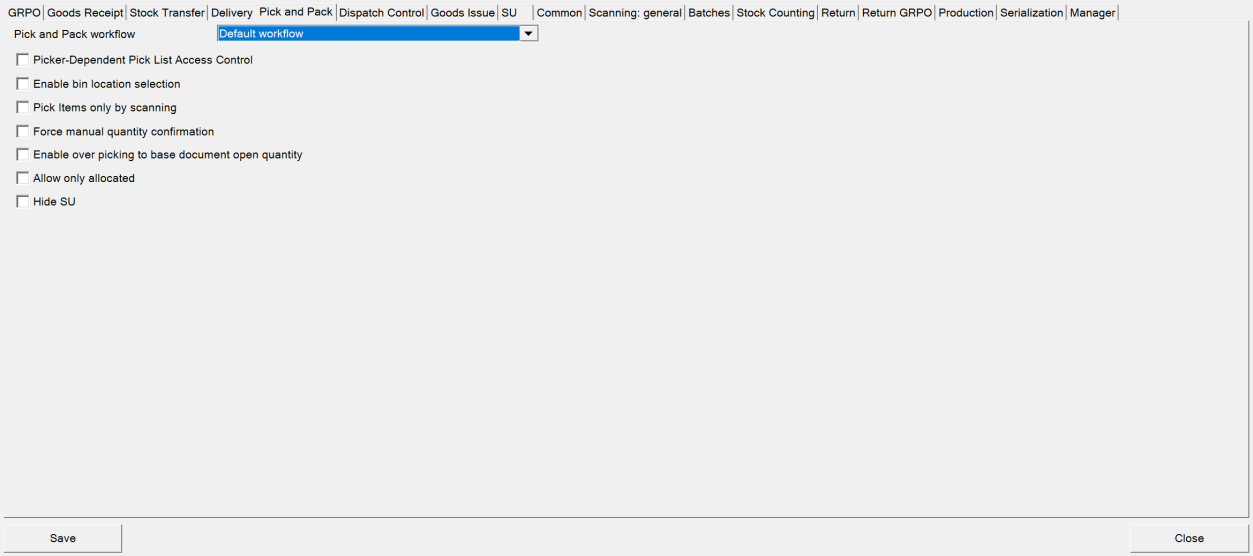 GRPO Goods Receipt Stock Transfer Delivery Pick and Pack Dispatch Control Goods Issue SU Common Scanning: general Batches Stock Counting Return Return GRPO Production Serialization Manager
Pick and Pack workflow Default workflow
Picker-Dependent Pick List Access Control
Enable bin location selection
Pick Items only by scanning
Force manual quantity confirmation
Enable over picking to base document open quantity
Allow only allocated
Hide SU
Save Close